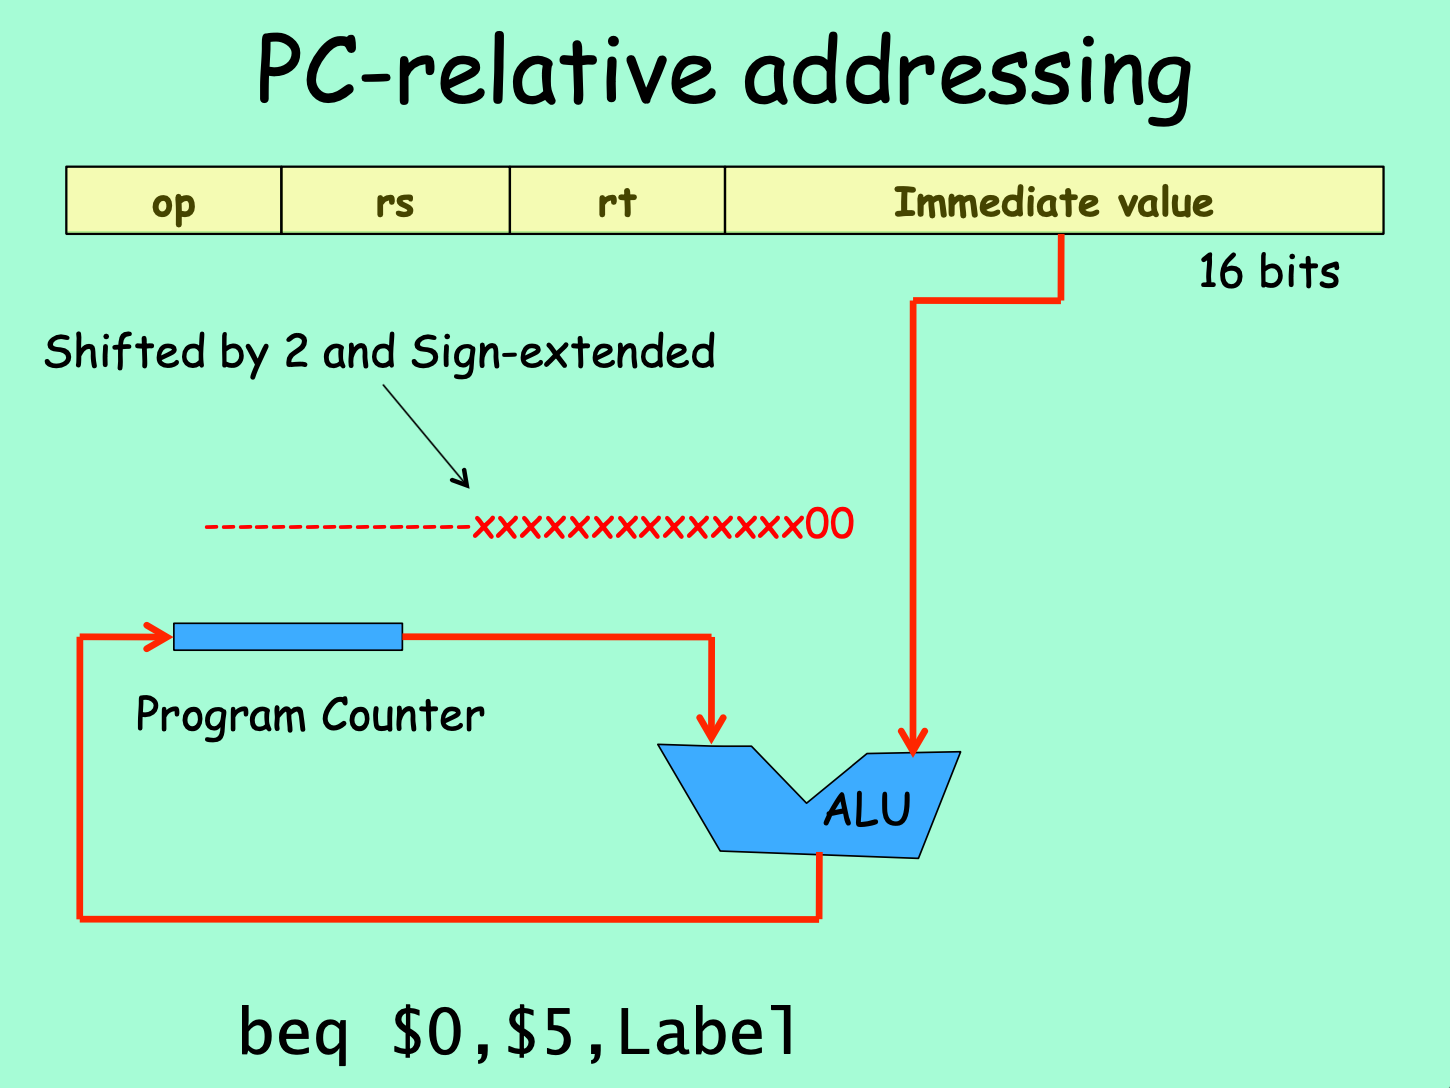 PC-relative addressing
op rs rt Immediate value
16 bits
Shifted by 2 and Sign-extended
----------------xxxxxxxxxxxxxx00
Program Counter
ALU
beq $0,$5,Label